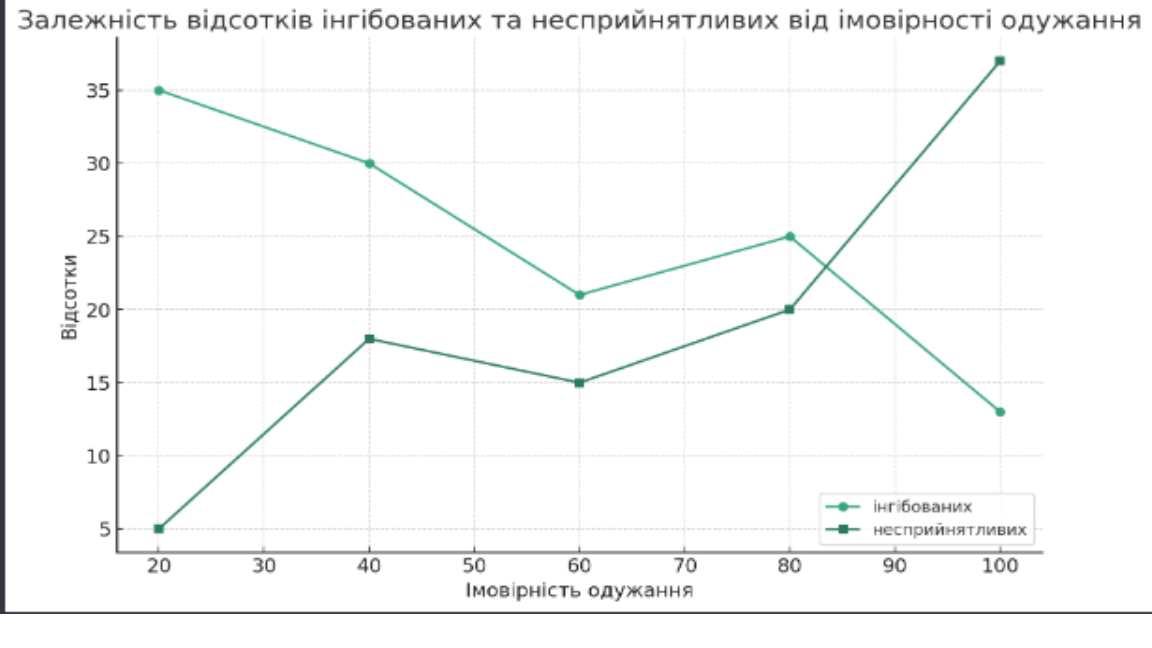 Залежність відсотків інгібованих та несприйнятливих від імовірності одужання
35
30
25
20
15
10
5
Відсотки
20 30 40 50 60 70 80 90 100
Імовірність одужання
інгібованих
несприйнятливих